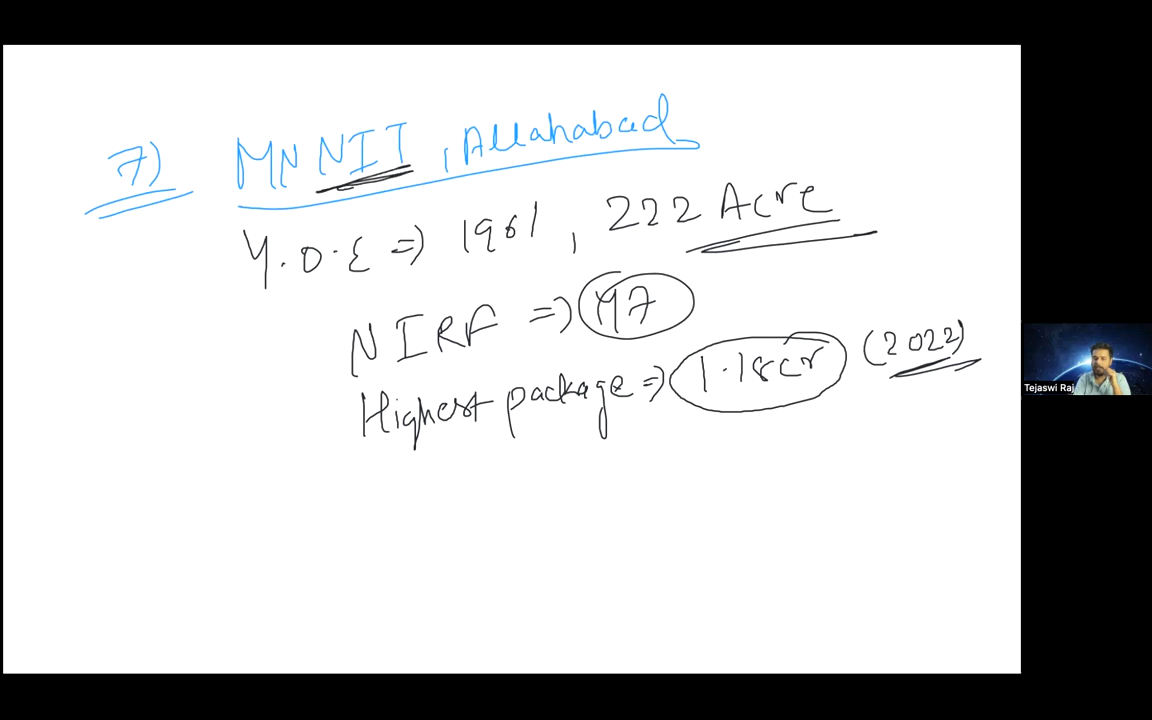 7) MNNIT, Allahabad
Y.O.E => 1961, 222 Acre
NIRF => 47
Highest package => 1.18cr (2022)
Tejaswi Raj